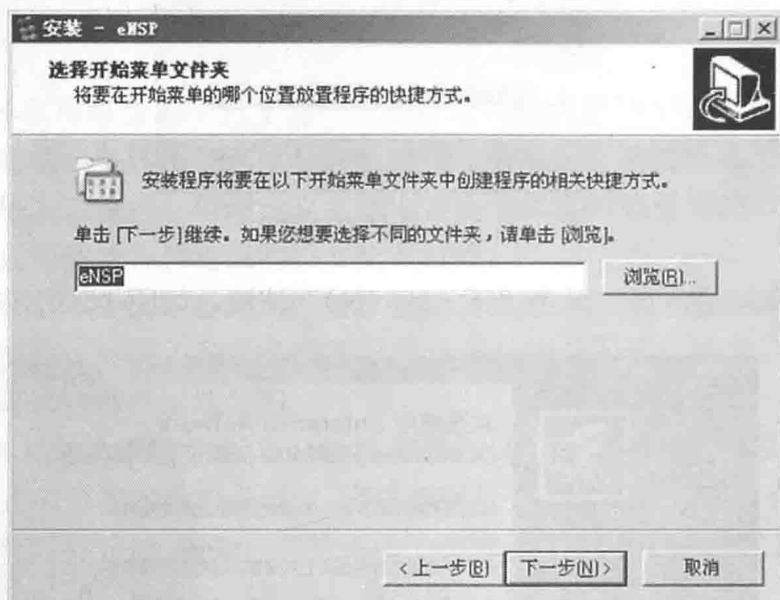 安装 - eNSP
选择开始菜单文件夹
将要在开始菜单的哪个位置放置程序的快捷方式。
安装程序将要在以下开始菜单文件夹中创建程序的相关快捷方式。
单击 [下一步]继续。如果您想要选择不同的文件夹，请单击 [浏览]。
eNSP
浏览(R)...
<上一步(B)
下一步(N)>
取消